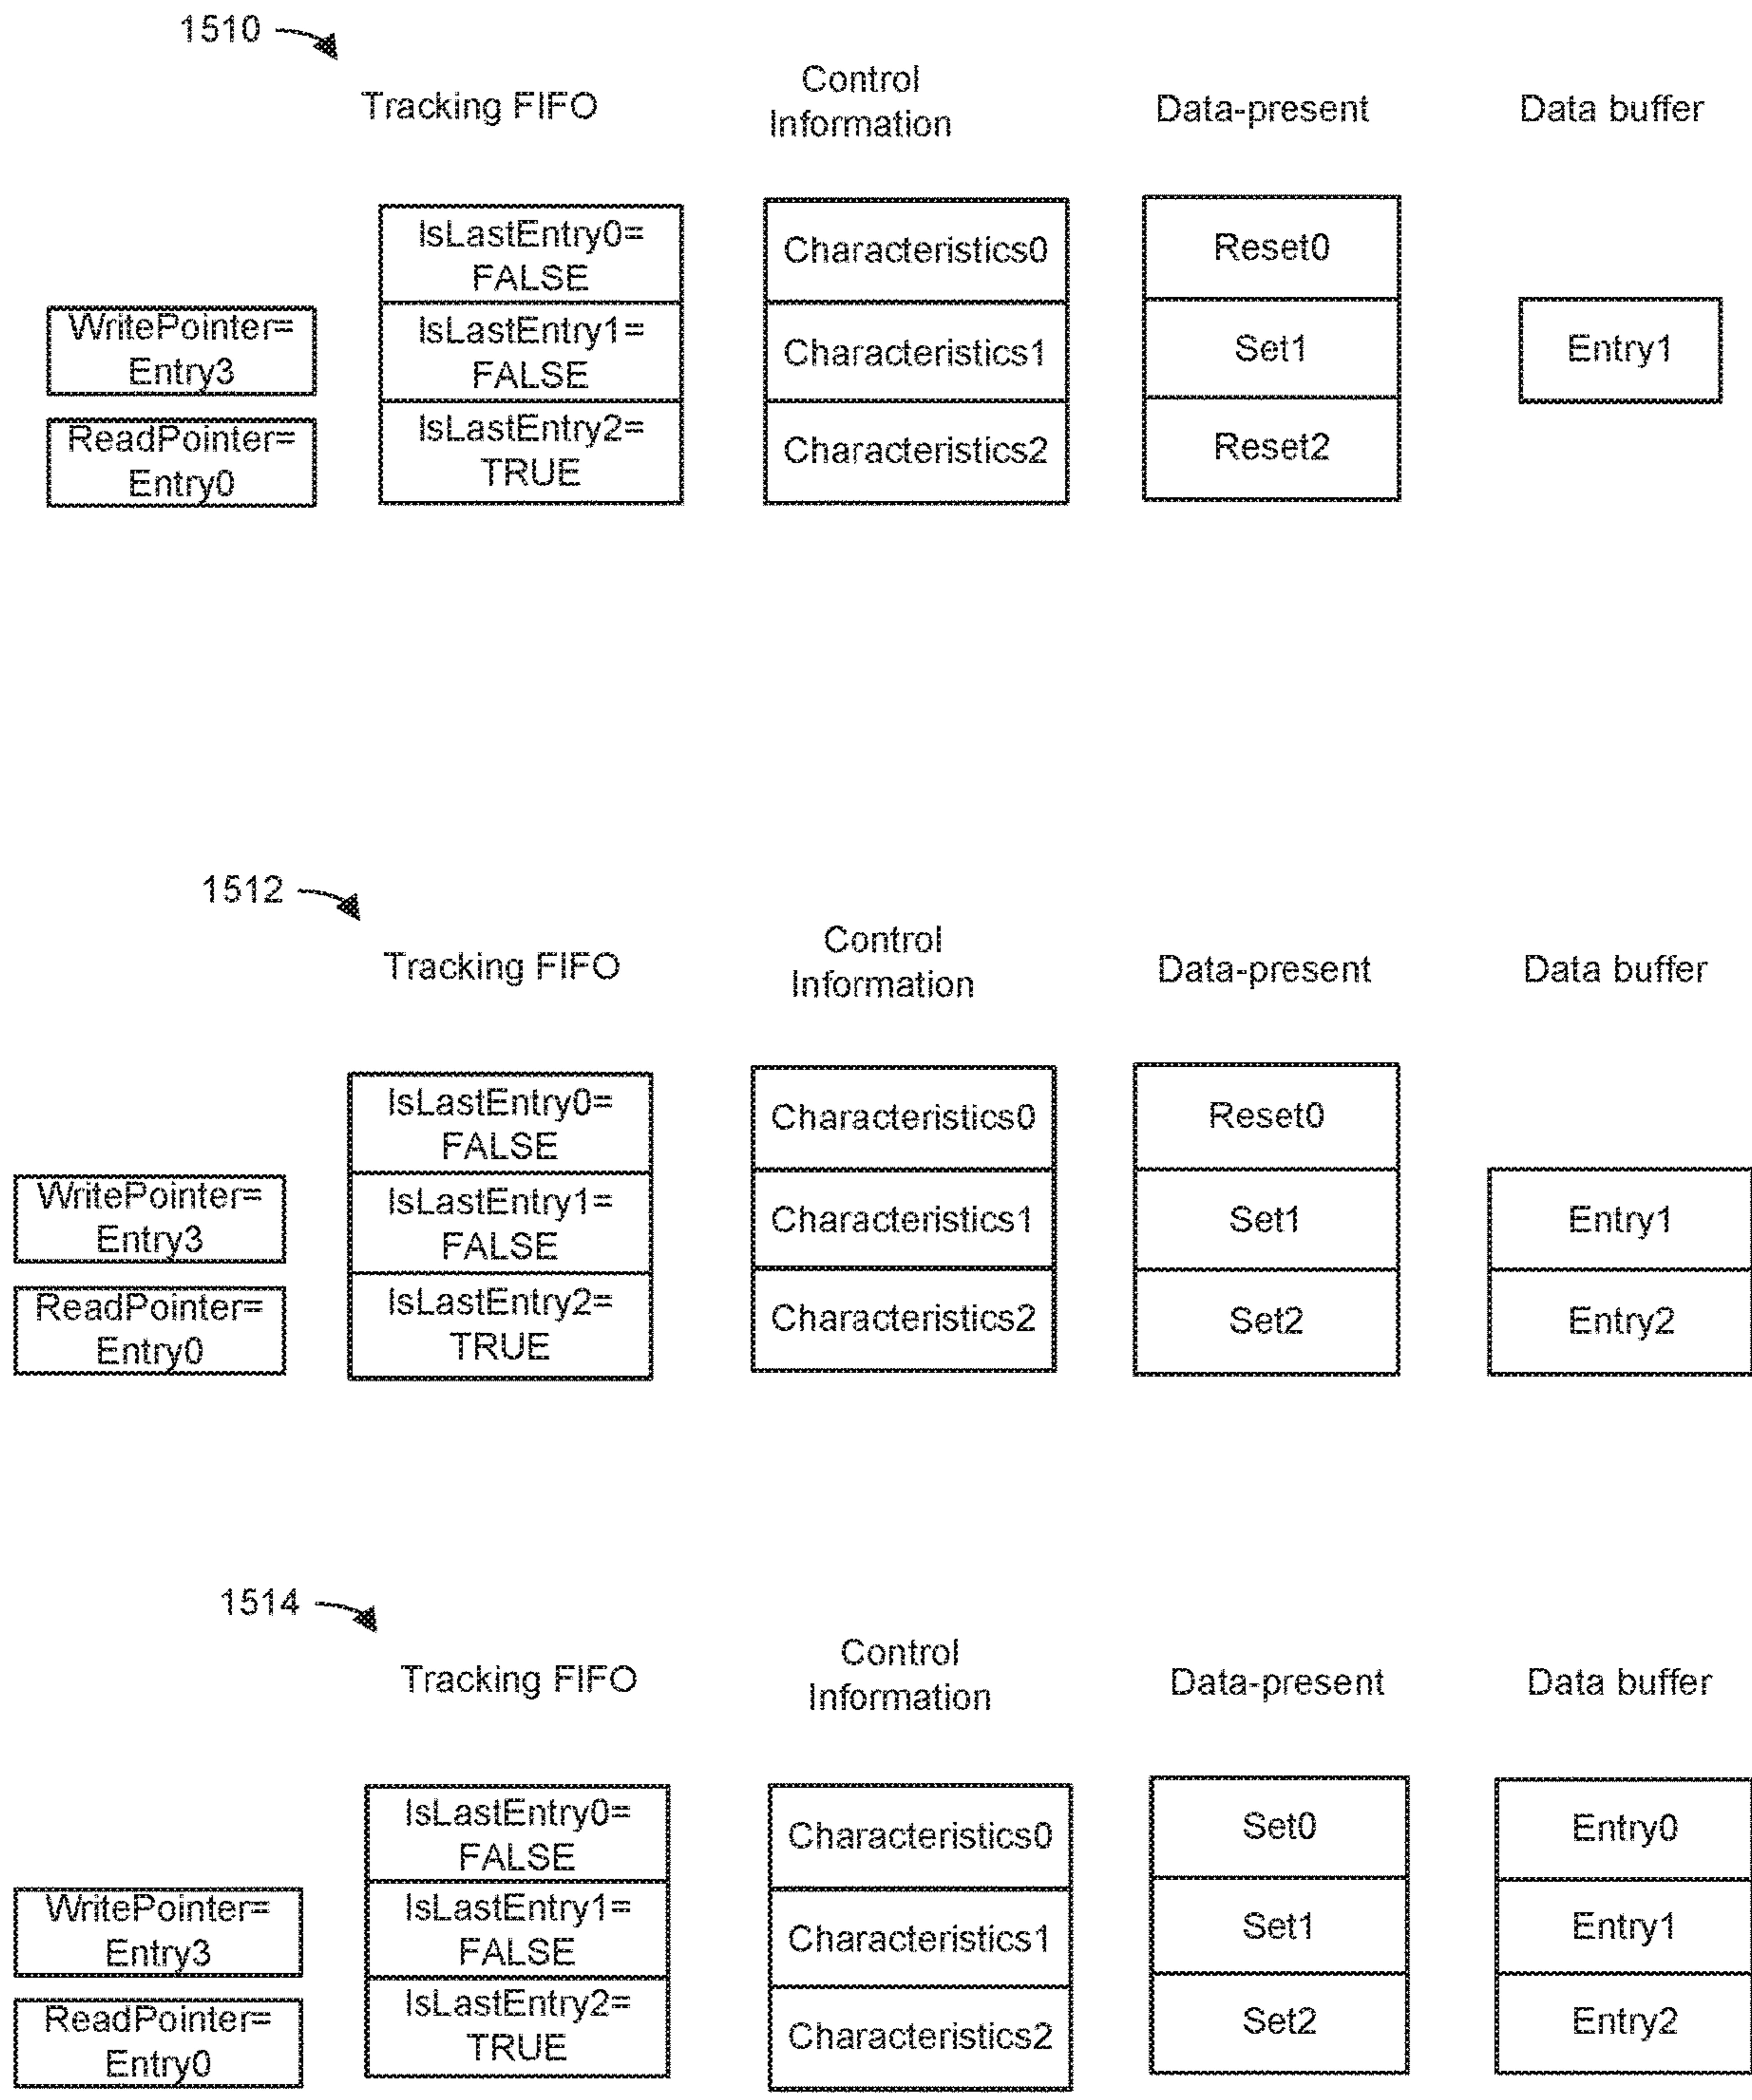 1510
Tracking FIFO
Control
Information
Data-present
Data buffer
WritePointer=
Entry3
ReadPointer=
Entry0
IsLastEntry0=
FALSE
IsLastEntry1=
FALSE
IsLastEntry2=
TRUE
Characteristics0
Characteristics1
Characteristics2
Reset0
Set1
Reset2
Entry1
1512
Tracking FIFO
Control
Information
Data-present
Data buffer
WritePointer=
Entry3
ReadPointer=
Entry0
IsLastEntry0=
FALSE
IsLastEntry1=
FALSE
IsLastEntry2=
TRUE
Characteristics0
Characteristics1
Characteristics2
Reset0
Set1
Set2
Entry1
Entry2
1514
Tracking FIFO
Control
Information
Data-present
Data buffer
WritePointer=
Entry3
ReadPointer=
Entry0
IsLastEntry0=
FALSE
IsLastEntry1=
FALSE
IsLastEntry2=
TRUE
Characteristics0
Characteristics1
Characteristics2
Set0
Set1
Set2
Entry0
Entry1
Entry2